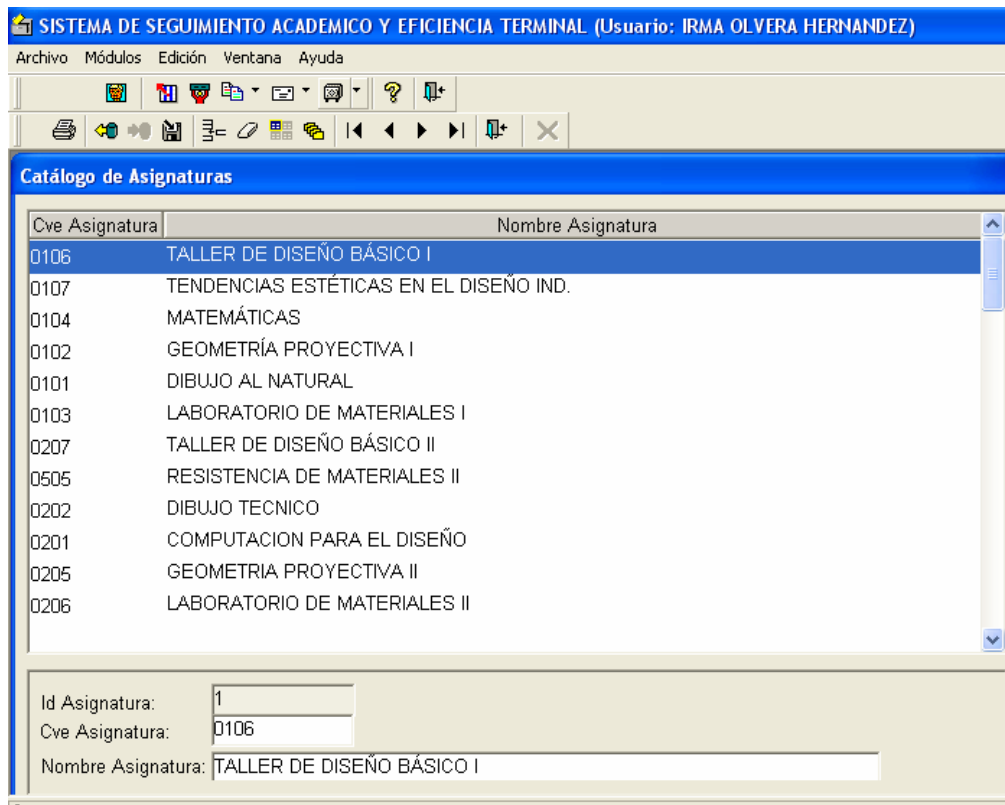 SISTEMA DE SEGUIMIENTO ACADEMICO Y EFICIENCIA TERMINAL (Usuario: IRMA OLVERA HERNANDEZ)
Archivo Módulos Edición Ventana Ayuda
Catálogo de Asignaturas
Cve Asignatura Nombre Asignatura
0106 TALLER DE DISEÑO BÁSICO I
0107 TENDENCIAS ESTÉTICAS EN EL DISEÑO IND.
0104 MATEMÁTICAS
0102 GEOMETRÍA PROYECTIVA I
0101 DIBUJO AL NATURAL
0103 LABORATORIO DE MATERIALES I
0207 TALLER DE DISEÑO BÁSICO II
0505 RESISTENCIA DE MATERIALES II
0202 DIBUJO TECNICO
0201 COMPUTACION PARA EL DISEÑO
0205 GEOMETRIA PROYECTIVA II
0206 LABORATORIO DE MATERIALES II
Id Asignatura: 1
Cve Asignatura: 0106
Nombre Asignatura: TALLER DE DISEÑO BÁSICO I